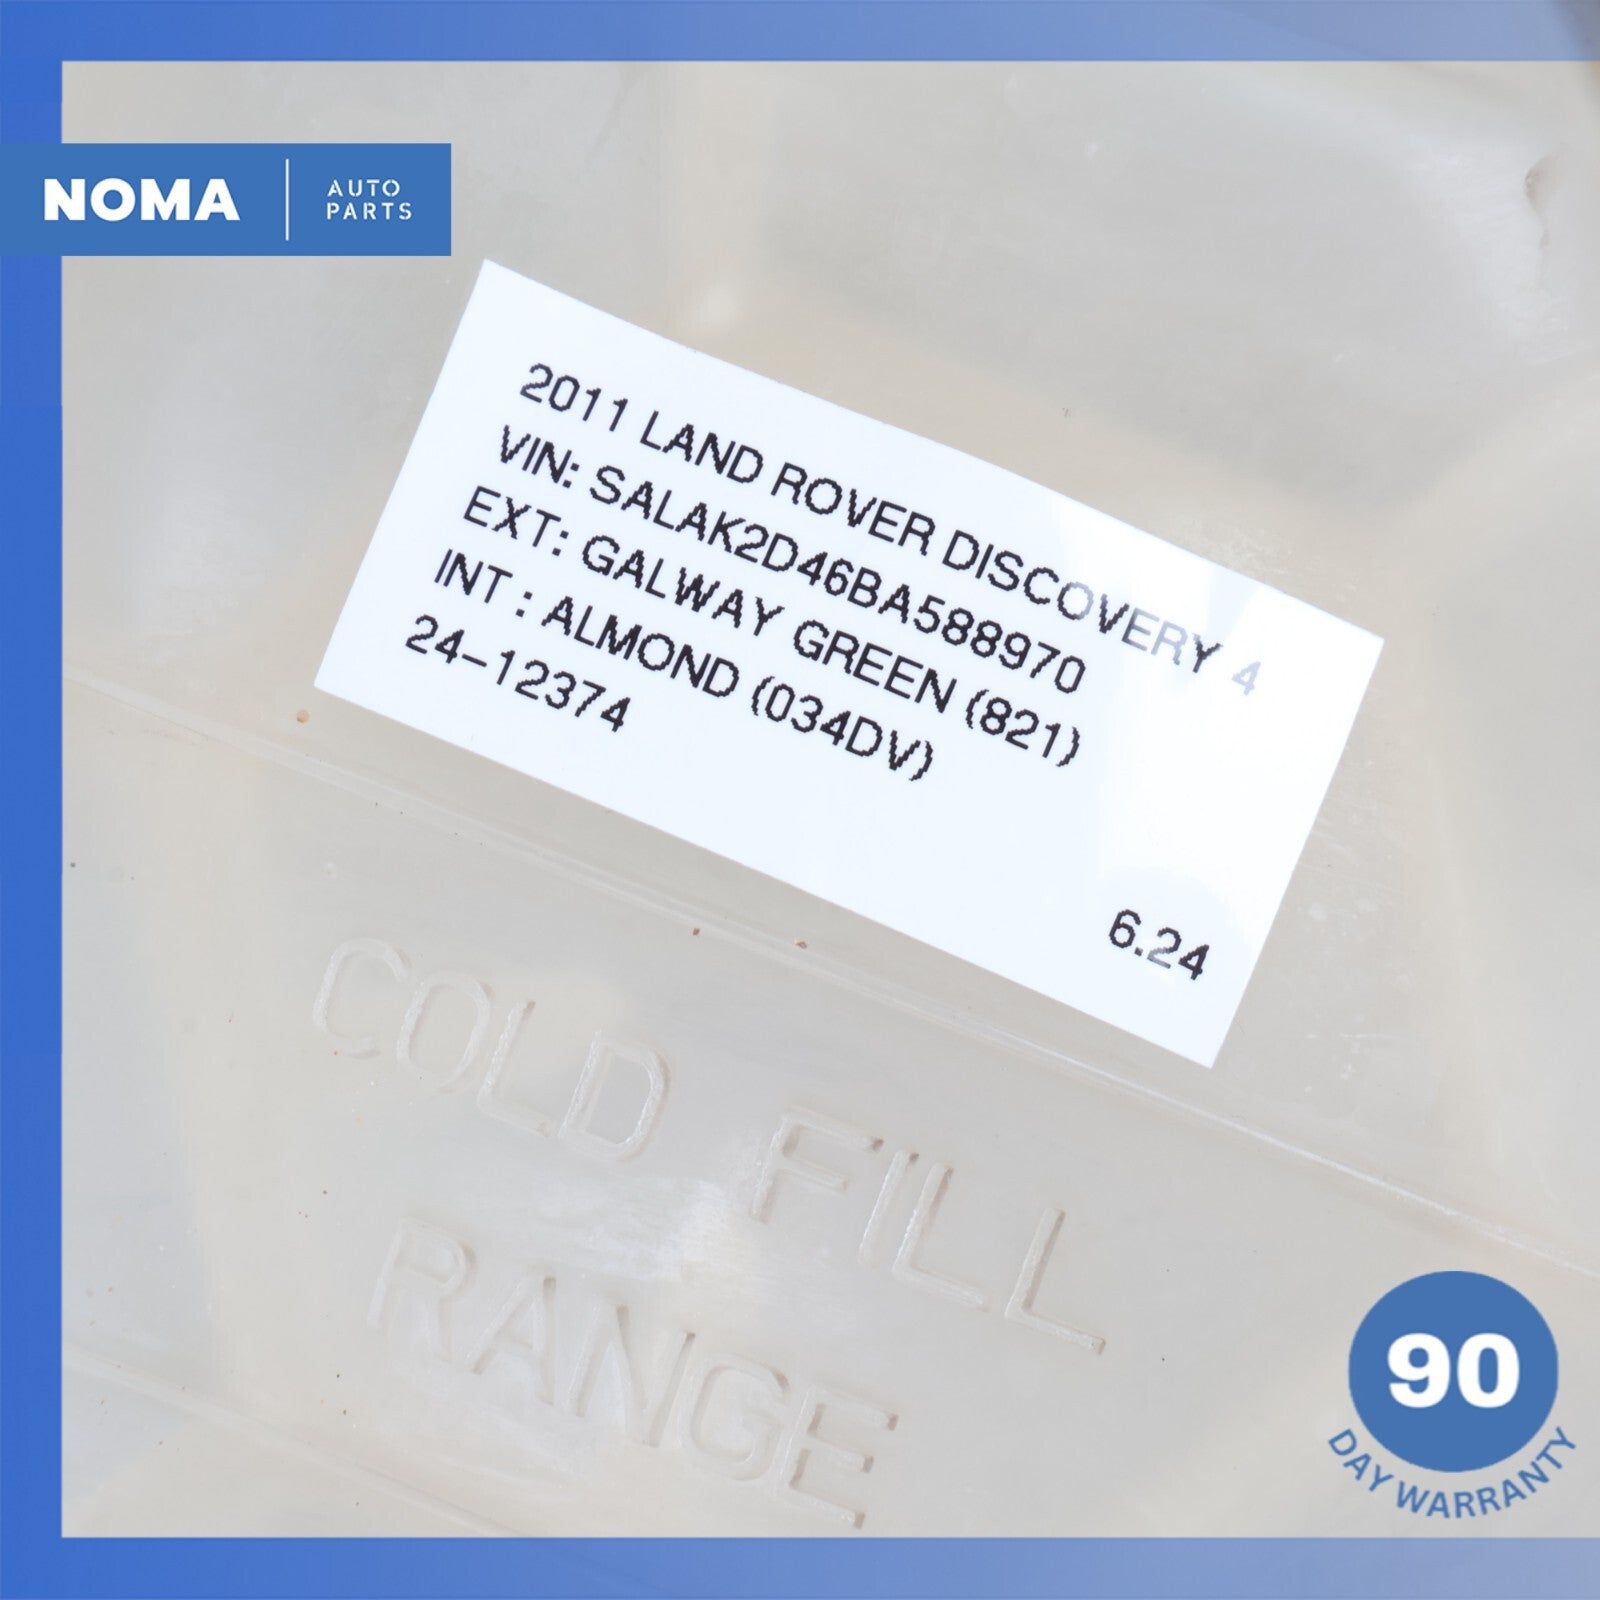 NOMA
AUTO
PARTS
2011 LAND ROVER DISCOVERY 4
VIN: SALAK2D46BA588970
EXT: GALWAY GREEN (821)
INT : ALMOND (034DV)
24-12374
6.24
COLD FILL
RANGE
90
DAY WARRANTY